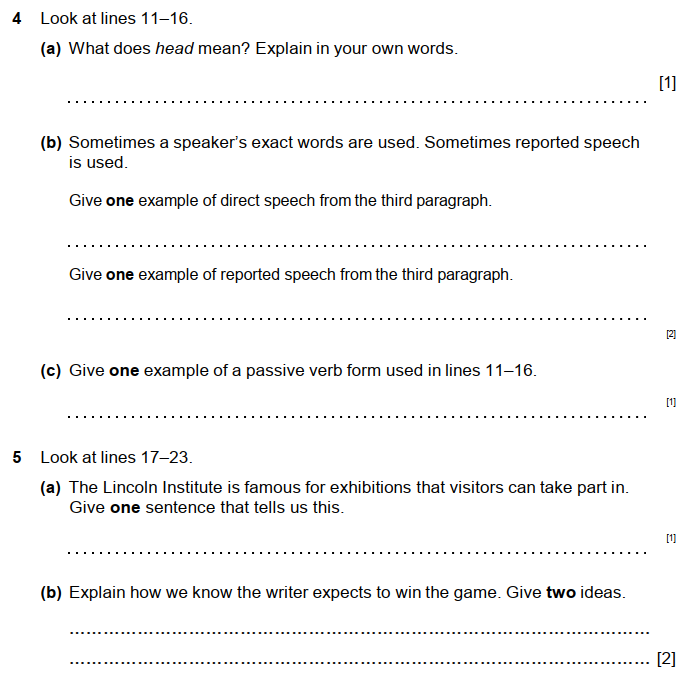 4 Look at lines 11–16.
(a) What does head mean? Explain in your own words.
[1]
(b) Sometimes a speaker’s exact words are used. Sometimes reported speech
is used.
Give one example of direct speech from the third paragraph.
Give one example of reported speech from the third paragraph.
[2]
(c) Give one example of a passive verb form used in lines 11–16.
[1]
5 Look at lines 17–23.
(a) The Lincoln Institute is famous for exhibitions that visitors can take part in.
Give one sentence that tells us this.
[1]
(b) Explain how we know the writer expects to win the game. Give two ideas.
[2]